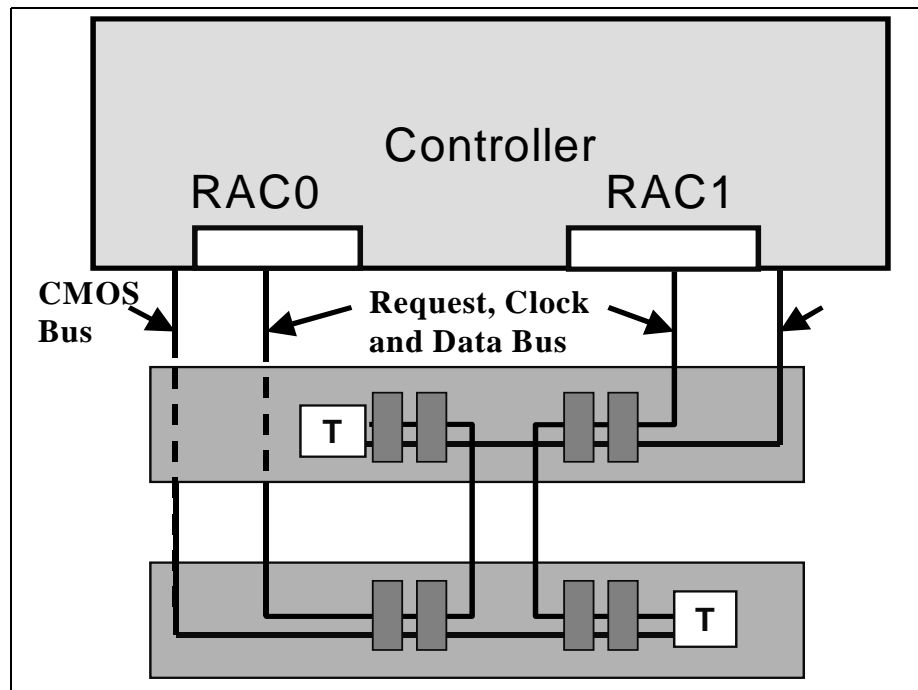 Controller
RAC0
RAC1
CMOS
Bus
Request, Clock
and Data Bus
T
T